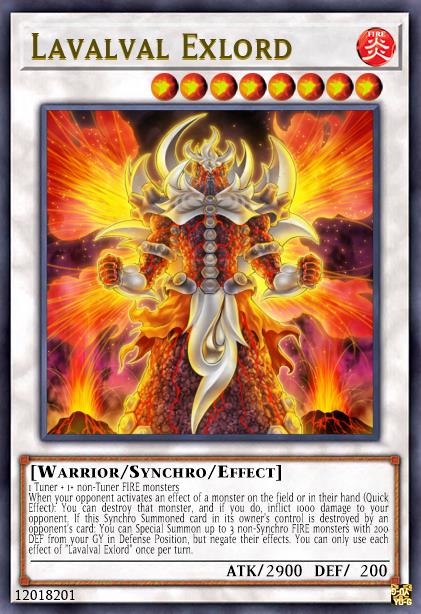 LAVALVAL EXLORD
FIRE
炎
[WARRIOR/SYNCHRO/EFFECT]
1 Tuner + 1+ non-Tuner FIRE monsters
When your opponent activates an effect of a monster on the field or in their hand (Quick
Effect): You can destroy that monster, and if you do, inflict 1000 damage to your
opponent. If this Synchro Summoned card in its owner's control is destroyed by an
opponent's card: You can Special Summon up to 3 non-Synchro FIRE monsters with 200
DEF from your GY in Defense Position, but negate their effects. You can only use each
effect of "Lavalval Exlord" once per turn.
ATK/2900 DEF/ 200
12018201